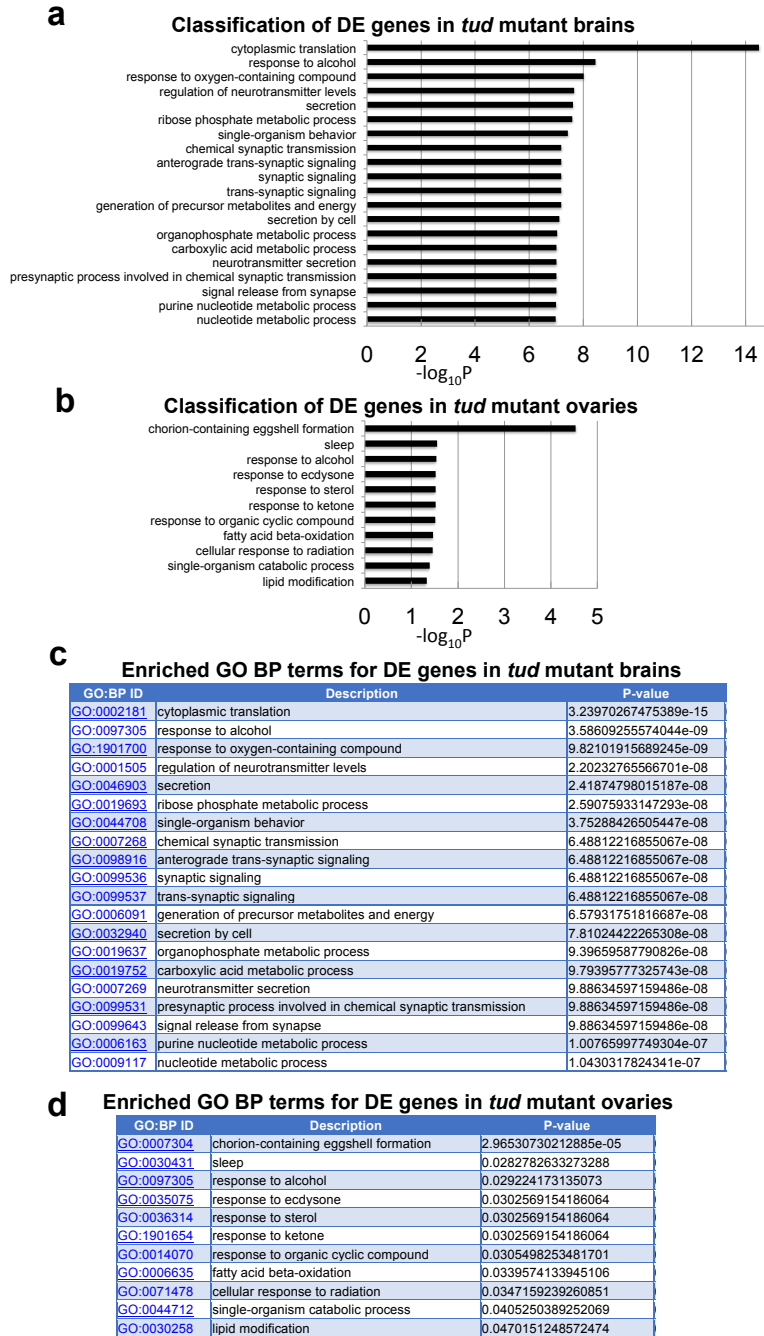 a
Classification of DE genes in tud mutant brains
cytoplasmic translation
response to alcohol
response to oxygen-containing compound
regulation of neurotransmitter levels
secretion
ribose phosphate metabolic process
single-organism behavior
chemical synaptic transmission
anterograde trans-synaptic signaling
synaptic signaling
trans-synaptic signaling
generation of precursor metabolites and energy
secretion by cell
organophosphate metabolic process
carboxylic acid metabolic process
neurotransmitter secretion
presynaptic process involved in chemical synaptic transmission
signal release from synapse
purine nucleotide metabolic process
nucleotide metabolic process
0 2 4 6 8 10 12 14
-log10P
b
Classification of DE genes in tud mutant ovaries
chorion-containing eggshell formation
sleep
response to alcohol
response to ecdysone
response to sterol
response to ketone
response to organic cyclic compound
fatty acid beta-oxidation
cellular response to radiation
single-organism catabolic process
lipid modification
0 1 2 3 4 5
-log10P
c
Enriched GO BP terms for DE genes in tud mutant brains
GO:BP ID Description P-value
GO:0002181 cytoplasmic translation 3.23970267475389e-15
GO:0097305 response to alcohol 3.58609255574044e-09
GO:1901700 response to oxygen-containing compound 9.82101915689245e-09
GO:0001505 regulation of neurotransmitter levels 2.20232765566701e-08
GO:0046903 secretion 2.41874798015187e-08
GO:0019693 ribose phosphate metabolic process 2.59075933147293e-08
GO:0044708 single-organism behavior 3.75288426505447e-08
GO:0007268 chemical synaptic transmission 6.48812216855067e-08
GO:0098916 anterograde trans-synaptic signaling 6.48812216855067e-08
GO:0099536 synaptic signaling 6.48812216855067e-08
GO:0099537 trans-synaptic signaling 6.48812216855067e-08
GO:0006091 generation of precursor metabolites and energy 6.57931751816687e-08
GO:0032940 secretion by cell 7.81024422265308e-08
GO:0019637 organophosphate metabolic process 9.39659587790826e-08
GO:0019752 carboxylic acid metabolic process 9.79395777325743e-08
GO:0007269 neurotransmitter secretion 9.88634597159486e-08
GO:0099531 presynaptic process involved in chemical synaptic transmission 9.88634597159486e-08
GO:0099643 signal release from synapse 9.88634597159486e-08
GO:0006163 purine nucleotide metabolic process 1.00765997749304e-07
GO:0009117 nucleotide metabolic process 1.0430317824341e-07
d
Enriched GO BP terms for DE genes in tud mutant ovaries
GO:BP ID Description P-value
GO:0007304 chorion-containing eggshell formation 2.96530730212885e-05
GO:0030431 sleep 0.0282782633273288
GO:0097305 response to alcohol 0.029224173135073
GO:0035075 response to ecdysone 0.0302569154186064
GO:0036314 response to sterol 0.0302569154186064
GO:1901654 response to ketone 0.0302569154186064
GO:0014070 response to organic cyclic compound 0.0305498253481701
GO:0006635 fatty acid beta-oxidation 0.0339574133945106
GO:0071478 cellular response to radiation 0.0347159239260851
GO:0044712 single-organism catabolic process 0.0405250389252069
GO:0030258 lipid modification 0.0470151248572474